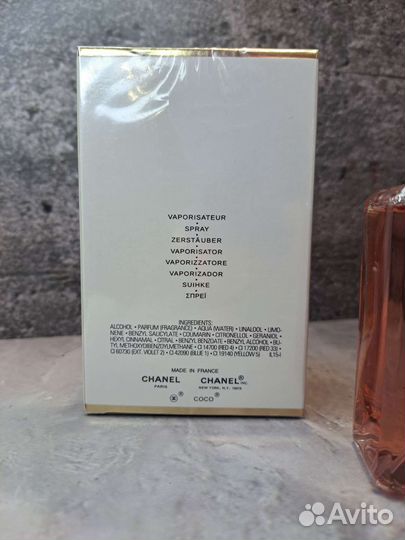 VAPORISATEUR
•
SPRAY
•
ZERSTÄUBER
•
VAPORISATOR
•
VAPORIZZATORE
•
VAPORIZADOR
•
SUIHKE
•
ΣΠΡΕΪ
INGREDIENTS:
ALCOHOL • PARFUM (FRAGRANCE) • AQUA (WATER) • LINALOOL • LIMO-
NENE • BENZYL SALICYLATE • COUMARIN • CITRONELLOL • GERANIOL •
HEXYL CINNAMAL • CITRAL • BENZYL BENZOATE • BENZYL ALCOHOL • BU-
TYL METHOXYDIBENZOYLMETHANE • CI 14700 (RED 4) • CI 17200 (RED 33) •
CI 60730 (EXT. VIOLET 2) • CI 42090 (BLUE 1) • CI 19140 (YELLOW 5) IL15-I
MADE IN FRANCE
CHANEL CHANEL INC.
PARIS NEW YORK, N.Y. 10019
® COCO®
Avito